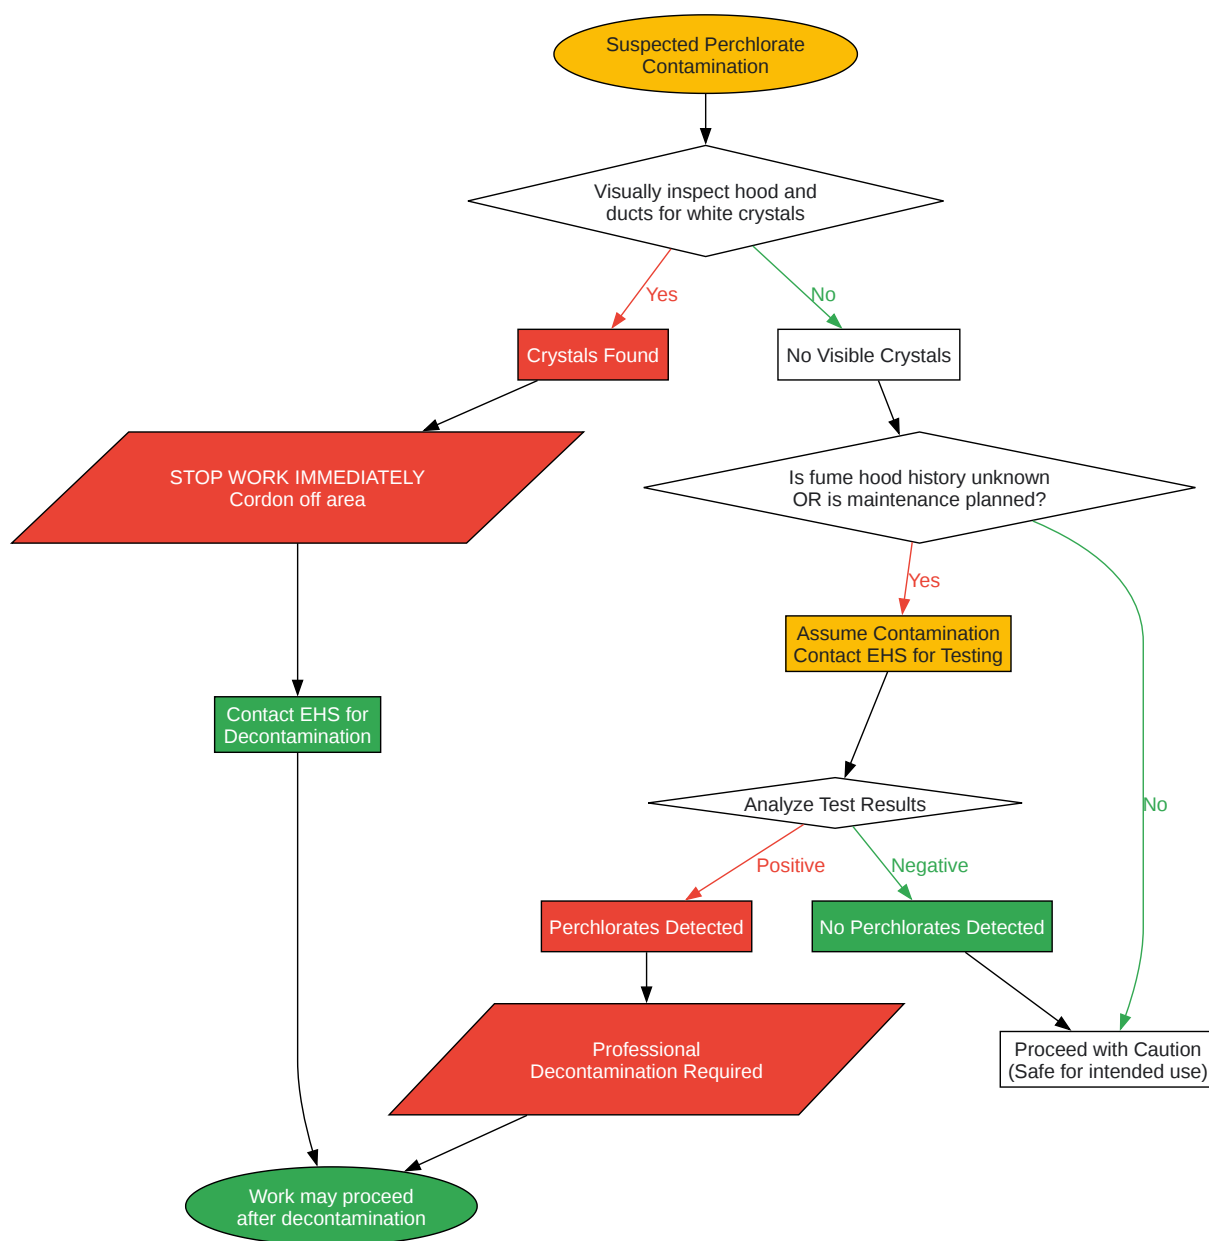 Suspected Perchlorate
Contamination
Visually inspect hood and
ducts for white crystals
Yes
No
Crystals Found
No Visible Crystals
STOP WORK IMMEDIATELY
Cordon off area
Is fume hood history unknown
OR is maintenance planned?
Yes
Assume Contamination
Contact EHS for Testing
Contact EHS for
Decontamination
Analyze Test Results
No
Positive
Negative
Perchlorates Detected
No Perchlorates Detected
Professional
Decontamination Required
Proceed with Caution
(Safe for intended use)
Work may proceed
after decontamination